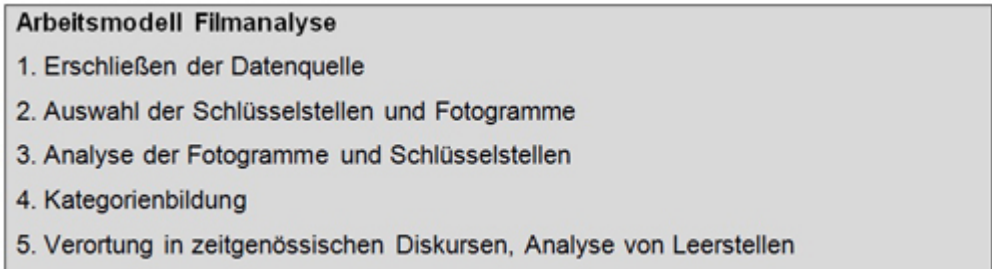 Arbeitsmodell Filmanalyse
1. Erschließen der Datenquelle
2. Auswahl der Schlüsselstellen und Fotogramme
3. Analyse der Fotogramme und Schlüsselstellen
4. Kategorienbildung
5. Verortung in zeitgenössischen Diskursen, Analyse von Leerstellen